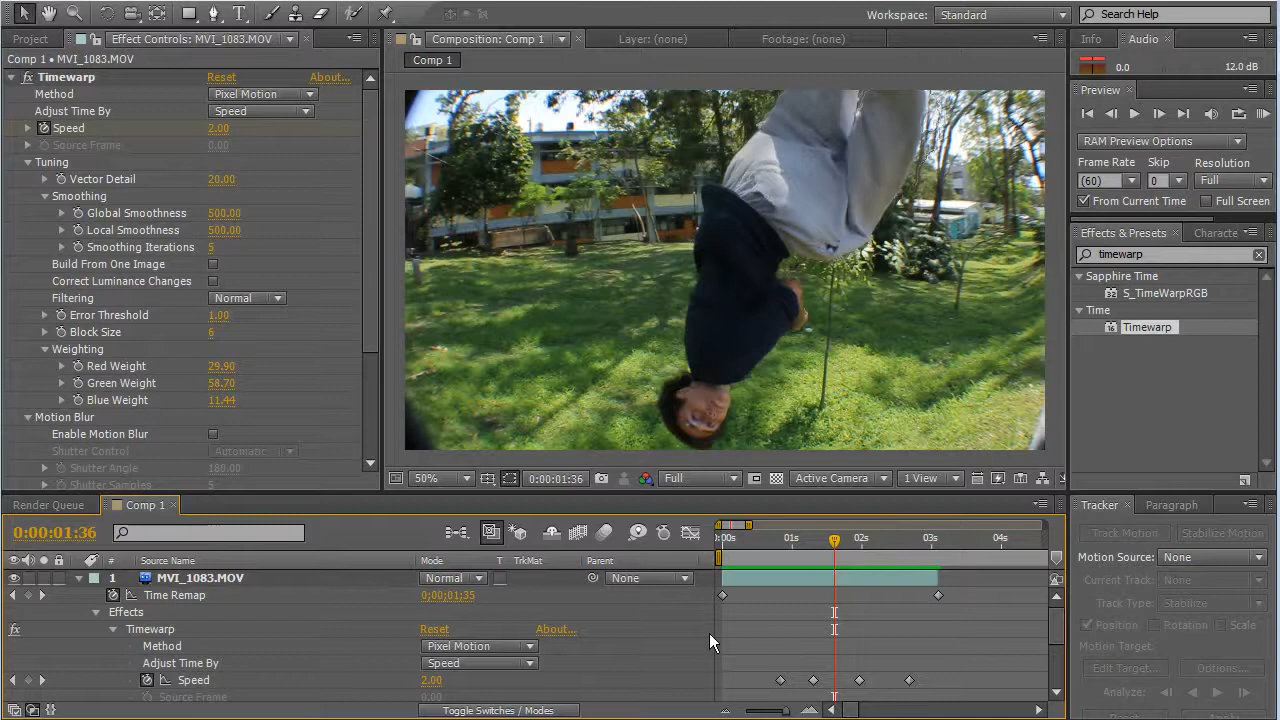 Workspace: Standard
Search Help
Project
Effect Controls: MVI_1083.MOV
Composition: Comp 1
Layer: (none)
Footage: (none)
Info
Audio
Comp 1 • MVI_1083.MOV
Comp 1
0.0
12.0 dB
Timewarp Reset About...
Method Pixel Motion
Adjust Time By Speed
Speed 2.00
Source Frame 0.00
Tuning
Vector Detail 20.00
Smoothing
Global Smoothness 500.00
Local Smoothness 500.00
Smoothing Iterations 5
Build From One Image
Correct Luminance Changes
Filtering Normal
Error Threshold 1.00
Block Size 6
Weighting
Red Weight 29.90
Green Weight 58.70
Blue Weight 11.44
Motion Blur
Enable Motion Blur
Shutter Control Automatic
Shutter Angle 180.00
Shutter Samples 5
Preview
RAM Preview Options
Frame Rate Skip Resolution
(60) 0 Full
From Current Time Full Screen
Effects & Presets Characte
timewarp
Sapphire Time
32 S_TimeWarpRGB
Time
16 Timewarp
50% 0:00:01:36 Full Active Camera 1 View
Render Queue Comp 1
0:00:01:36
:00s 01s 02s 03s 04s
# Source Name Mode T TrkMat Parent
1 MVI_1083.MOV Normal None
Time Remap 0;00;01;35
Effects
fx Timewarp Reset About...
Method Pixel Motion
Adjust Time By Speed
Speed 2.00
Source Frame 0.00
Toggle Switches / Modes
Tracker Paragraph
Track Motion Stabilize Motion
Motion Source: None
Current Track: None
Track Type: Stabilize
Position Rotation Scale
Motion Target:
Edit Target... Options...
Analyze:
Reset Apply